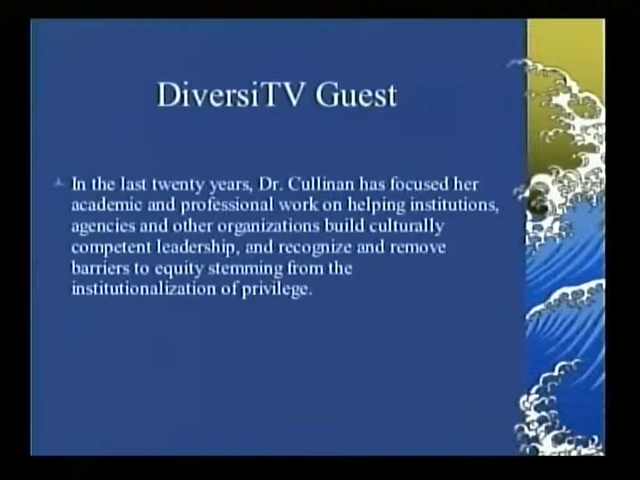 DiversiTV Guest
In the last twenty years, Dr. Cullinan has focused her
academic and professional work on helping institutions,
agencies and other organizations build culturally
competent leadership, and recognize and remove
barriers to equity stemming from the
institutionalization of privilege.